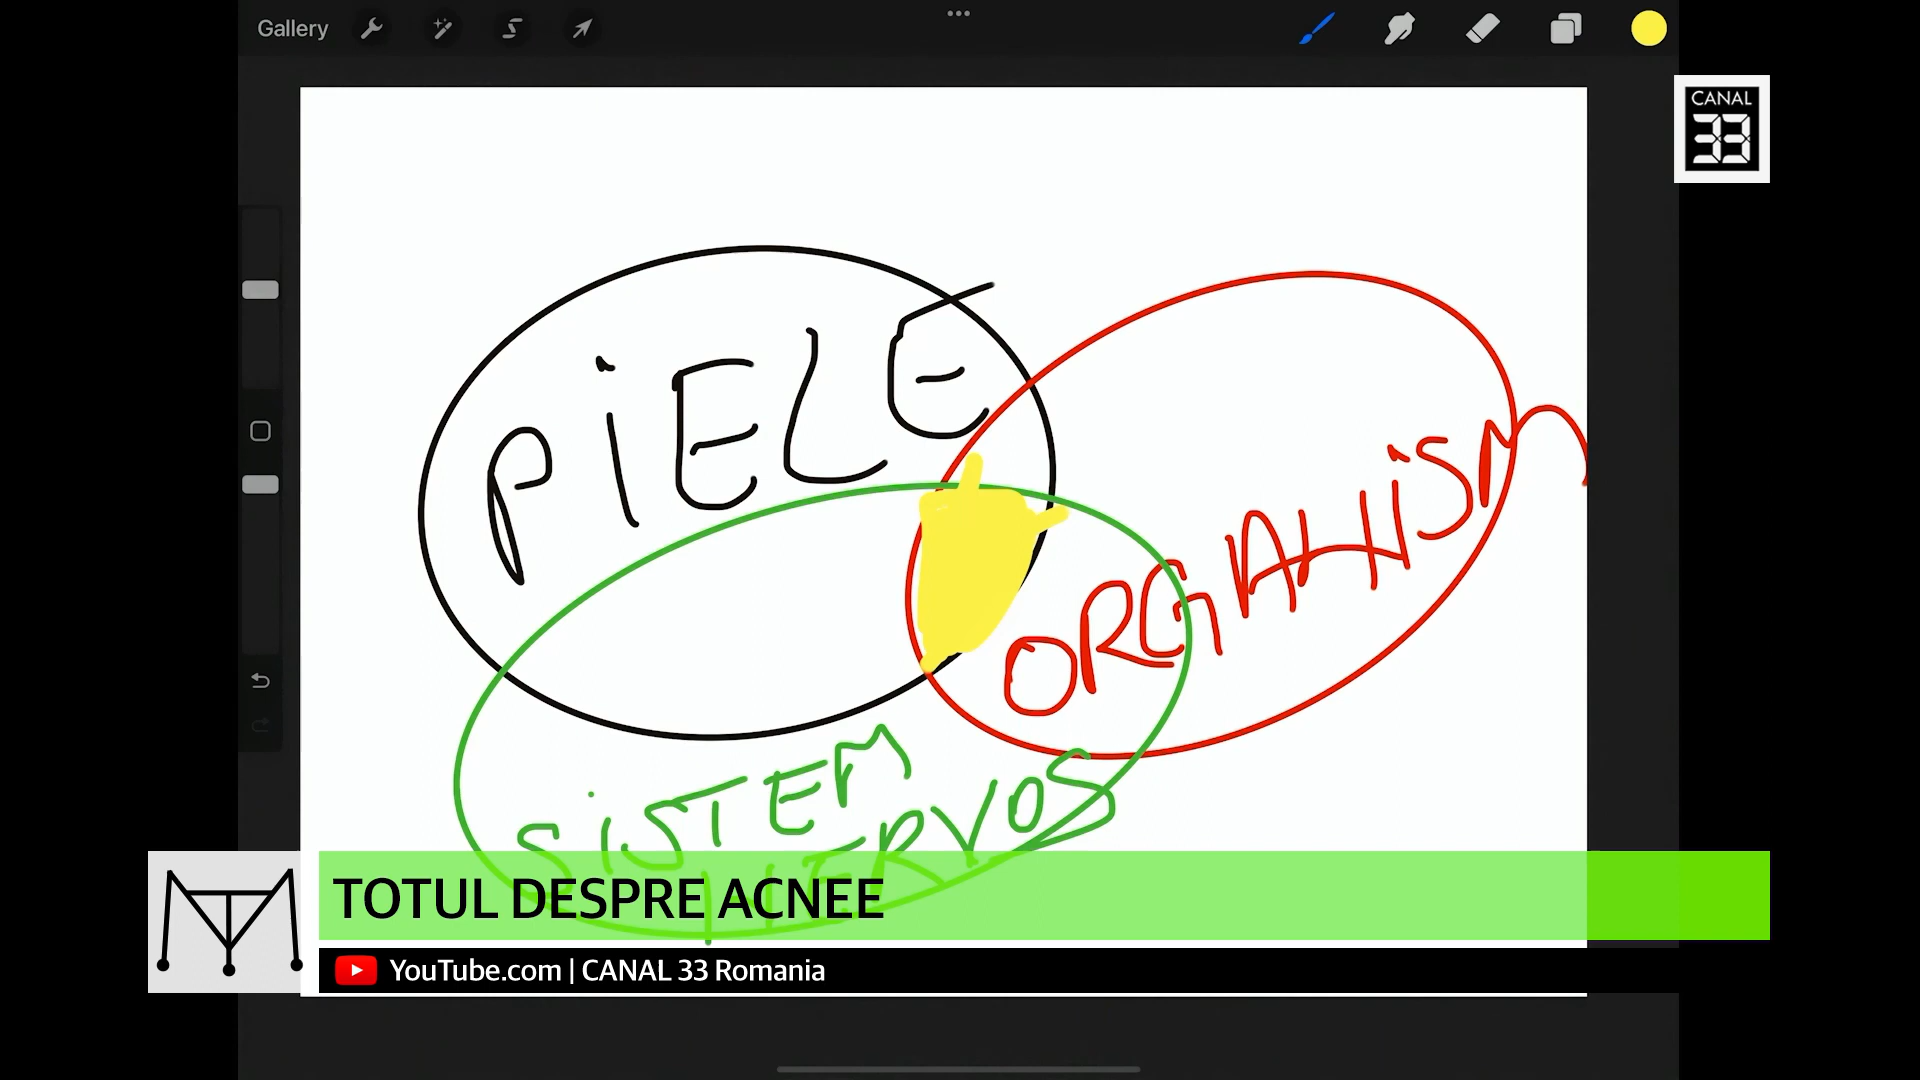 Gallery
CANAL
33
PiELE
ORGANiSM
SiSTEM
NERVOS
TOTUL DESPRE ACNEE
YouTube.com | CANAL 33 Romania